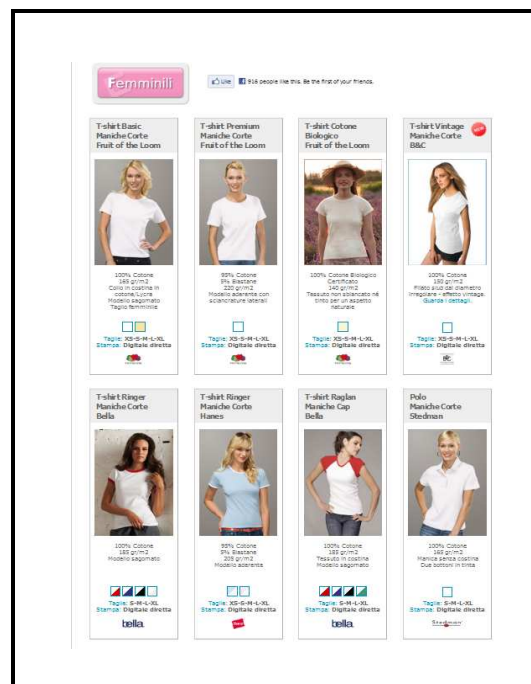 Femminili
Like
916 people like this. Be the first of your friends.
T-shirt Basic
Maniche Corte
Fruit of the Loom
100% Cotone
165 gr/m2
Collo in costina in
cotone/Lycra
Modello sagomato
Taglio femminile
Taglie: XS-S-M-L-XL
Stampa: Digitale diretta
T-shirt Premium
Maniche Corte
Fruit of the Loom
95% Cotone
5% Elastane
220 gr/m2
Modello aderente con
sciancrature laterali
Taglie: XS-S-M-L-XL
Stampa: Digitale diretta
T-shirt Cotone
Biologico
Fruit of the Loom
100% Cotone Biologico
Certificato
140 gr/m2
Tessuto non sbiancato né
tinto per un aspetto
naturale
Taglie: XS-S-M-L-XL
Stampa: Digitale diretta
T-shirt Vintage
Maniche Corte
B&C
100% Cotone
130 gr/m2
Filato slub dal diametro
irregolare - effetto vintage.
Guarda i dettagli.
Taglie: XS-S-M-L-XL
Stampa: Digitale diretta
T-shirt Ringer
Maniche Corte
Bella
100% Cotone
185 gr/m2
Modello sagomato
Taglie: S-M-L-XL
Stampa: Digitale diretta
bella
T-shirt Ringer
Maniche Corte
Hanes
95% Cotone
5% Elastane
205 gr/m2
Modello aderente
Taglie: XS-S-M-L-XL
Stampa: Digitale diretta
T-shirt Raglan
Maniche Cap
Bella
100% Cotone
185 gr/m2
Tessuto in costina
Modello sagomato
Taglie: S-M-L-XL
Stampa: Digitale diretta
bella
Polo
Maniche Corte
Stedman
100% Cotone
165 gr/m2
Manica senza costina
Due bottoni in tinta
Taglie: S-M-L-XL
Stampa: Digitale diretta
Stedman